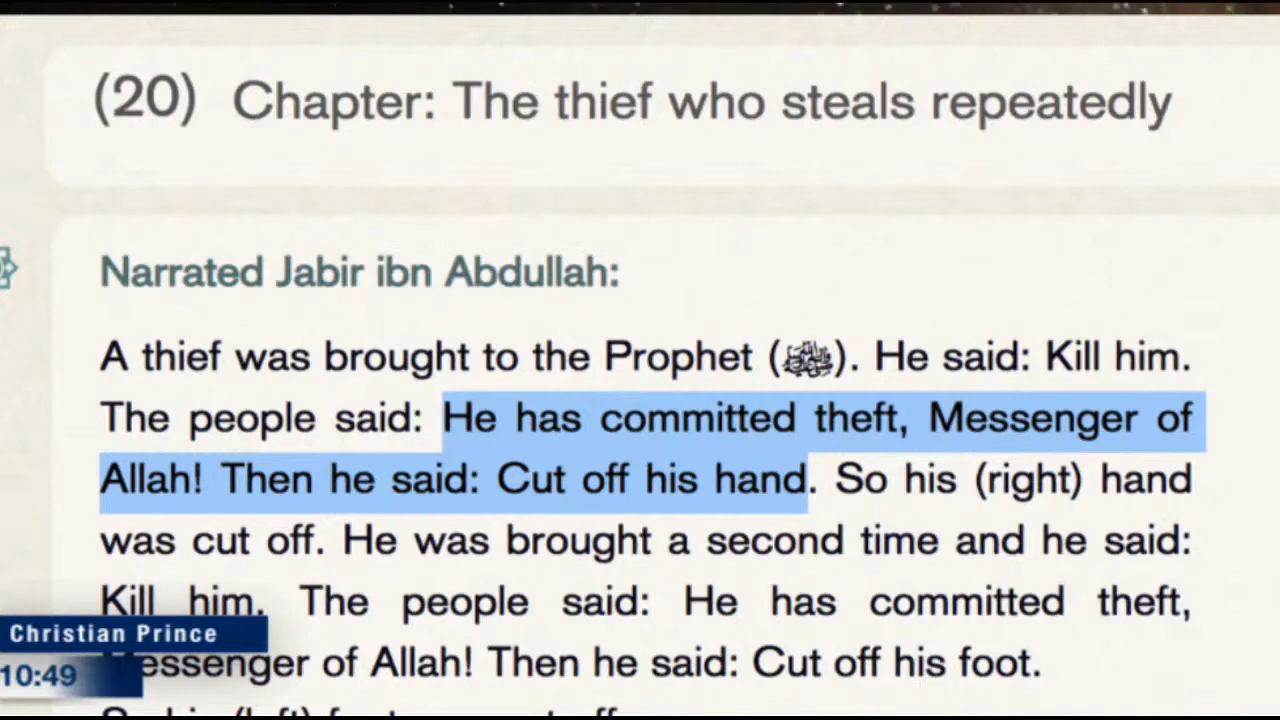 (20) Chapter: The thief who steals repeatedly
Narrated Jabir ibn Abdullah:
A thief was brought to the Prophet (ﷺ). He said: Kill him.
The people said: He has committed theft, Messenger of
Allah! Then he said: Cut off his hand. So his (right) hand
was cut off. He was brought a second time and he said:
Kill him. The people said: He has committed theft,
Messenger of Allah! Then he said: Cut off his foot.
Christian Prince
10:49